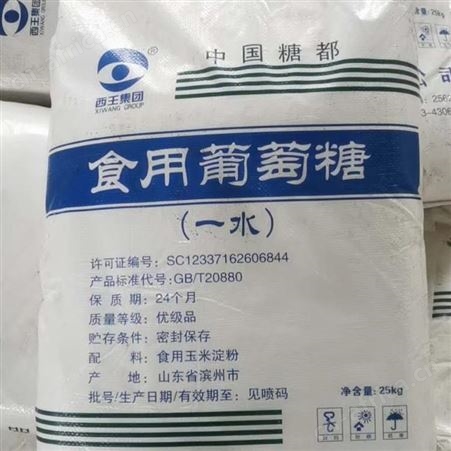 25kg
中国糖都
®
西王集团
XIWANG GROUP
食用葡萄糖
（一水）
许可证编号：SC12337162606844
产品标准代号：GB/T20880
保质期：24个月
质量等级：优级品
贮存条件：密封保存
配料：食用玉米淀粉
产地：山东省滨州市
批号/生产日期/有效期至：见喷码
净含量：25kg